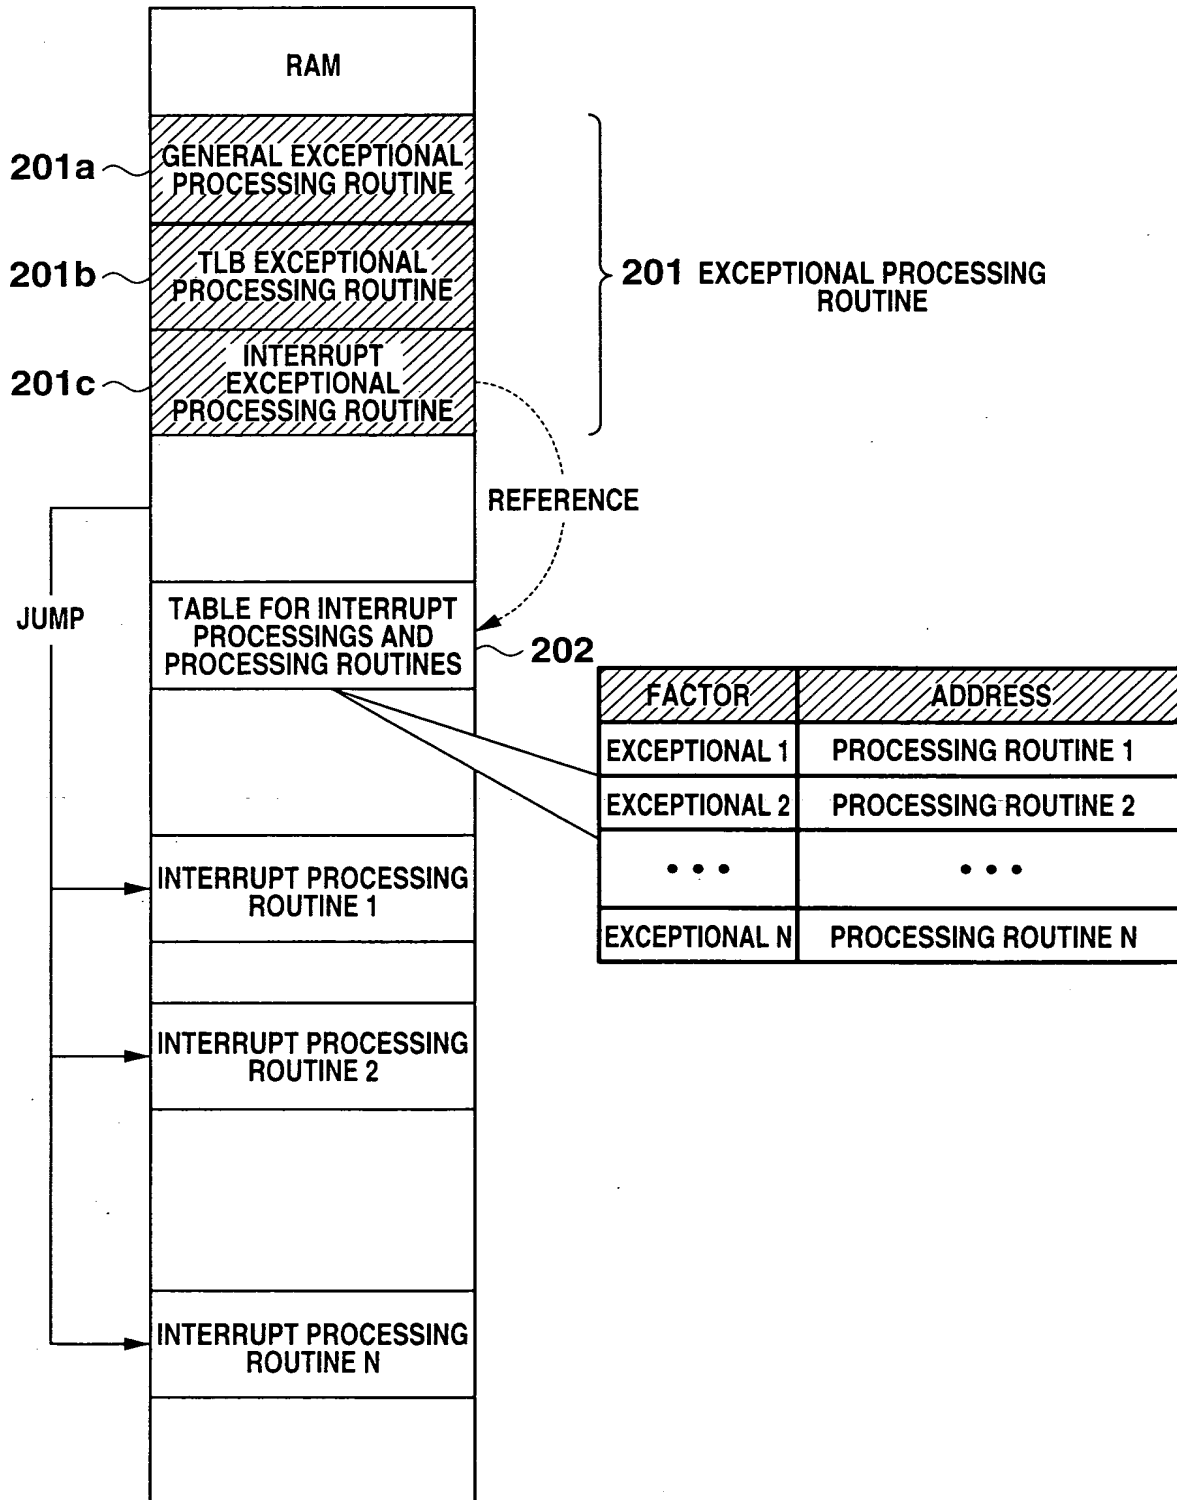 RAM
201a
GENERAL EXCEPTIONAL
PROCESSING ROUTINE
201b
TLB EXCEPTIONAL
PROCESSING ROUTINE
201 EXCEPTIONAL PROCESSING
ROUTINE
201c
INTERRUPT
EXCEPTIONAL
PROCESSING ROUTINE
REFERENCE
JUMP
TABLE FOR INTERRUPT
PROCESSINGS AND
PROCESSING ROUTINES
202
FACTOR ADDRESS
EXCEPTIONAL 1 PROCESSING ROUTINE 1
EXCEPTIONAL 2 PROCESSING ROUTINE 2
• • • • • •
EXCEPTIONAL N PROCESSING ROUTINE N
INTERRUPT PROCESSING
ROUTINE 1
INTERRUPT PROCESSING
ROUTINE 2
INTERRUPT PROCESSING
ROUTINE N